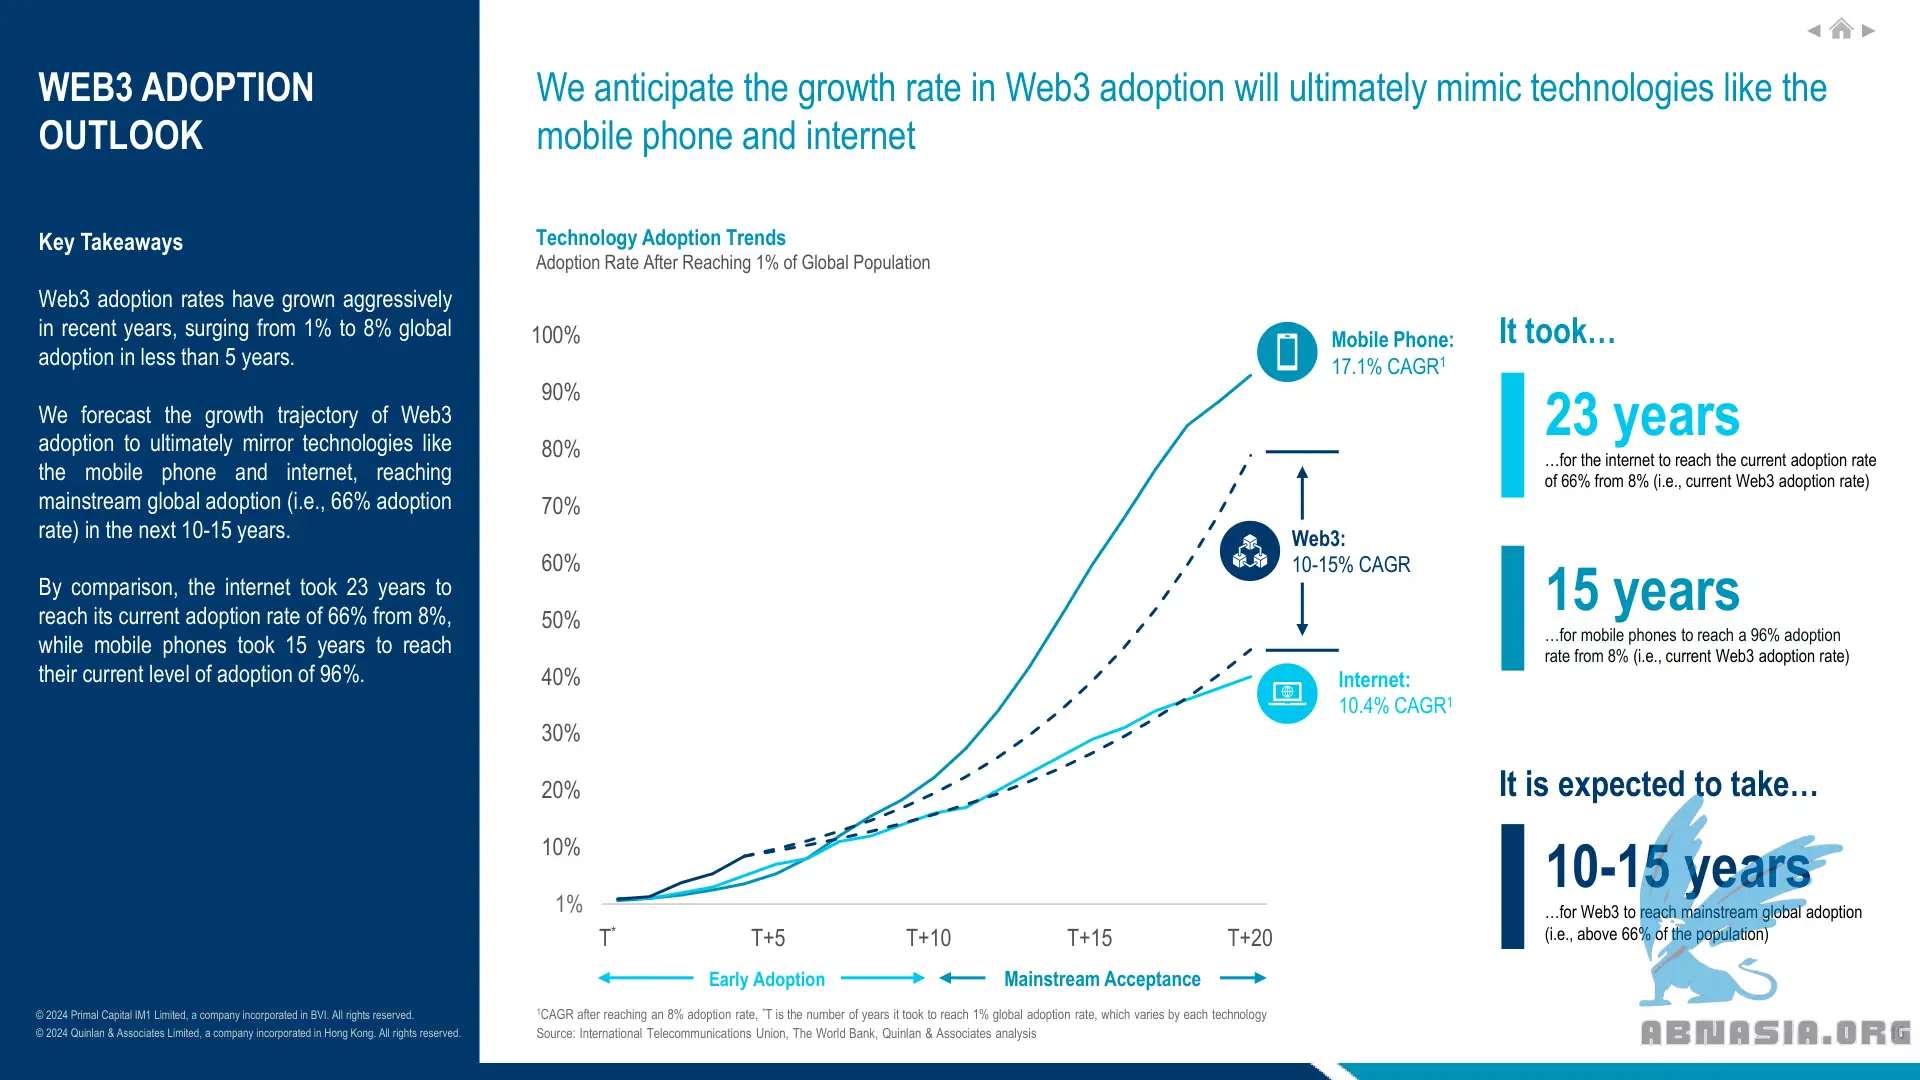 WEB3 ADOPTION
OUTLOOK
Key Takeaways
Web3 adoption rates have grown aggressively
in recent years, surging from 1% to 8% global
adoption in less than 5 years.
We forecast the growth trajectory of Web3
adoption to ultimately mirror technologies like
the mobile phone and internet, reaching
mainstream global adoption (i.e., 66% adoption
rate) in the next 10-15 years.
By comparison, the internet took 23 years to
reach its current adoption rate of 66% from 8%,
while mobile phones took 15 years to reach
their current level of adoption of 96%.
© 2024 Primal Capital IM1 Limited, a company incorporated in BVI. All rights reserved.
© 2024 Quinlan & Associates Limited, a company incorporated in Hong Kong. All rights reserved.
We anticipate the growth rate in Web3 adoption will ultimately mimic technologies like the
mobile phone and internet
Technology Adoption Trends
Adoption Rate After Reaching 1% of Global Population
100%
90%
80%
70%
60%
50%
40%
30%
20%
10%
1%
T*
T+5
T+10
T+15
T+20
Early Adoption
Mainstream Acceptance
Mobile Phone:
17.1% CAGR¹
Web3:
10-15% CAGR
Internet:
10.4% CAGR¹
¹CAGR after reaching an 8% adoption rate, *T is the number of years it took to reach 1% global adoption rate, which varies by each technology
Source: International Telecommunications Union, The World Bank, Quinlan & Associates analysis
It took…
23 years
…for the internet to reach the current adoption rate
of 66% from 8% (i.e., current Web3 adoption rate)
15 years
…for mobile phones to reach a 96% adoption
rate from 8% (i.e., current Web3 adoption rate)
It is expected to take…
10-15 years
…for Web3 to reach mainstream global adoption
(i.e., above 66% of the population)
ABNASIA.ORG